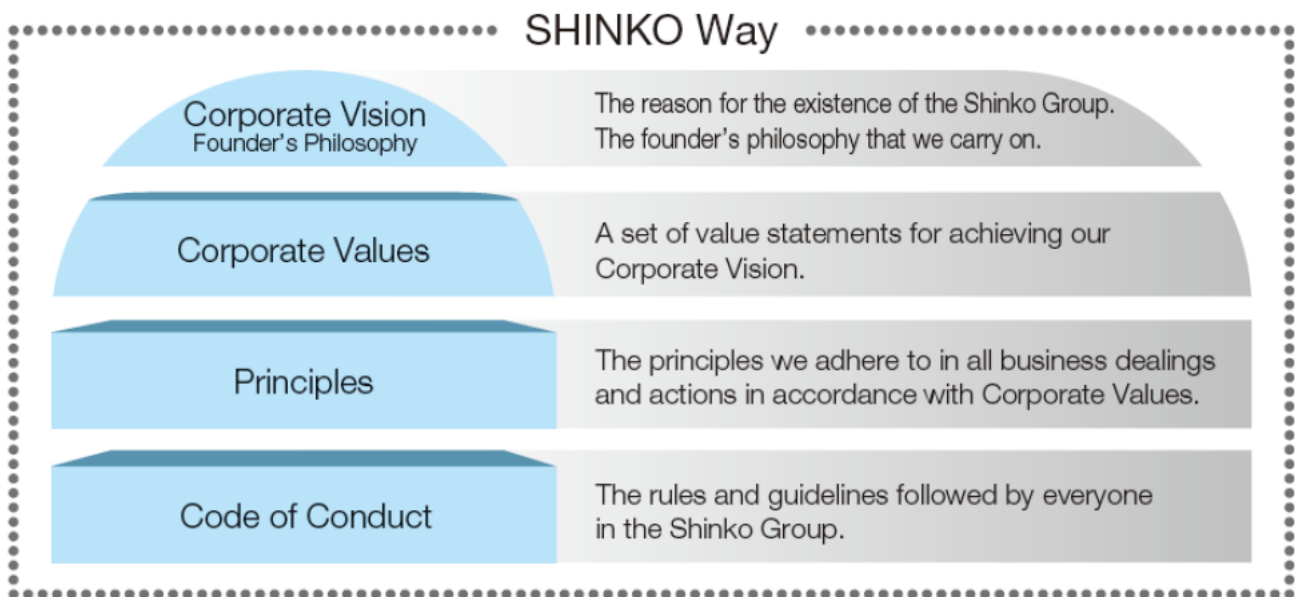 SHINKO Way
Corporate Vision
Founder’s Philosophy
The reason for the existence of the Shinko Group.
The founder’s philosophy that we carry on.
Corporate Values
A set of value statements for achieving our
Corporate Vision.
Principles
The principles we adhere to in all business dealings
and actions in accordance with Corporate Values.
Code of Conduct
The rules and guidelines followed by everyone
in the Shinko Group.